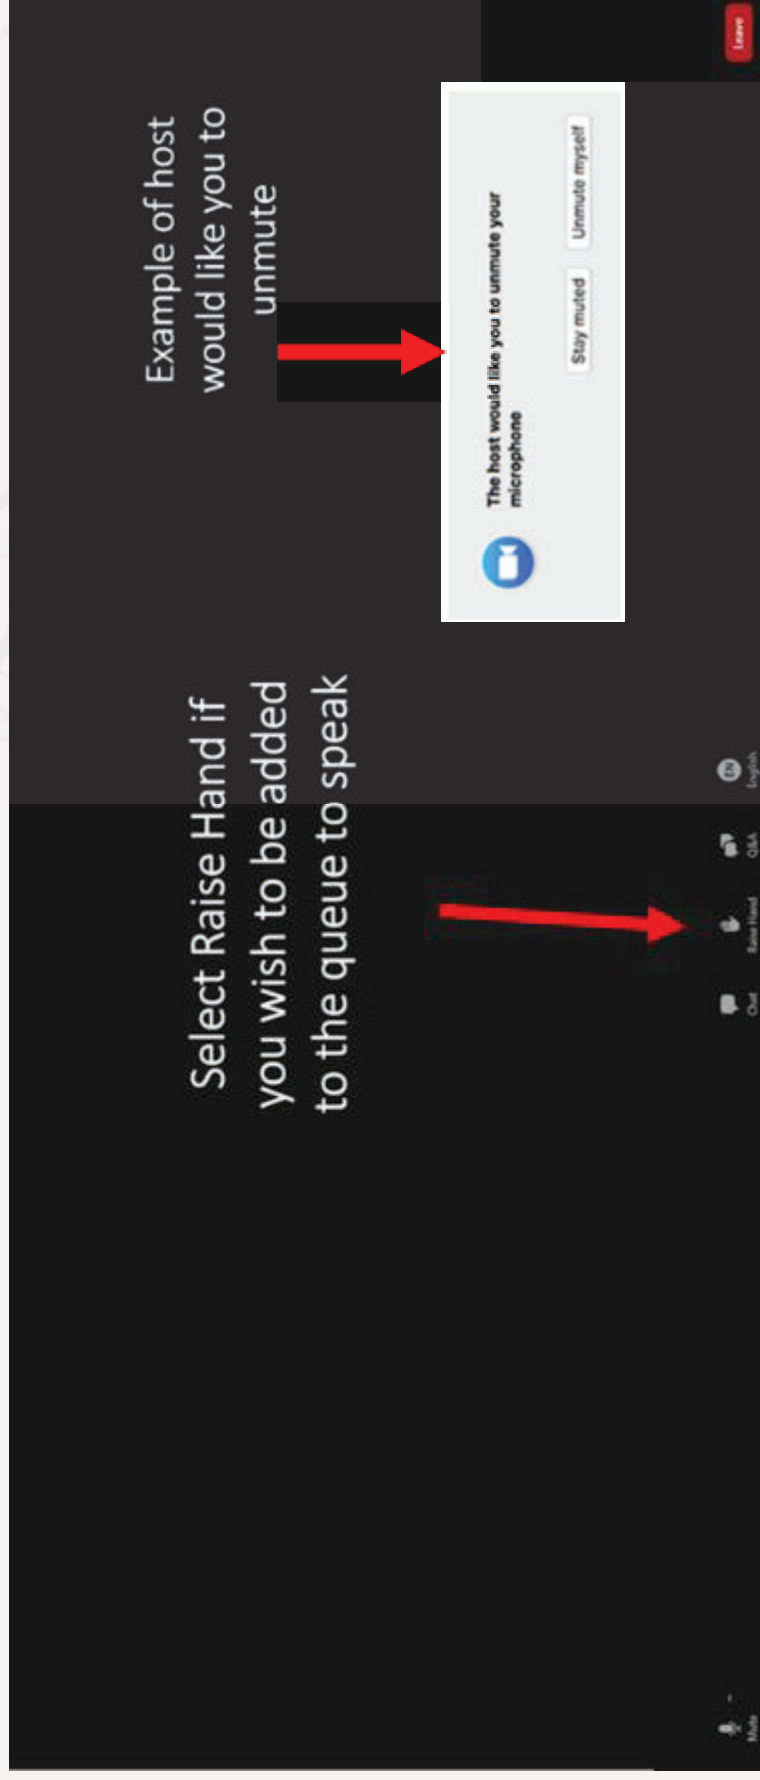 Select Raise Hand if
you wish to be added
to the queue to speak
Example of host
would like you to
unmute
The host would like you to unmute your
microphone
Stay muted
Unmute myself
Mute
Chat
Raise Hand
Q&A
EN
English
Leave